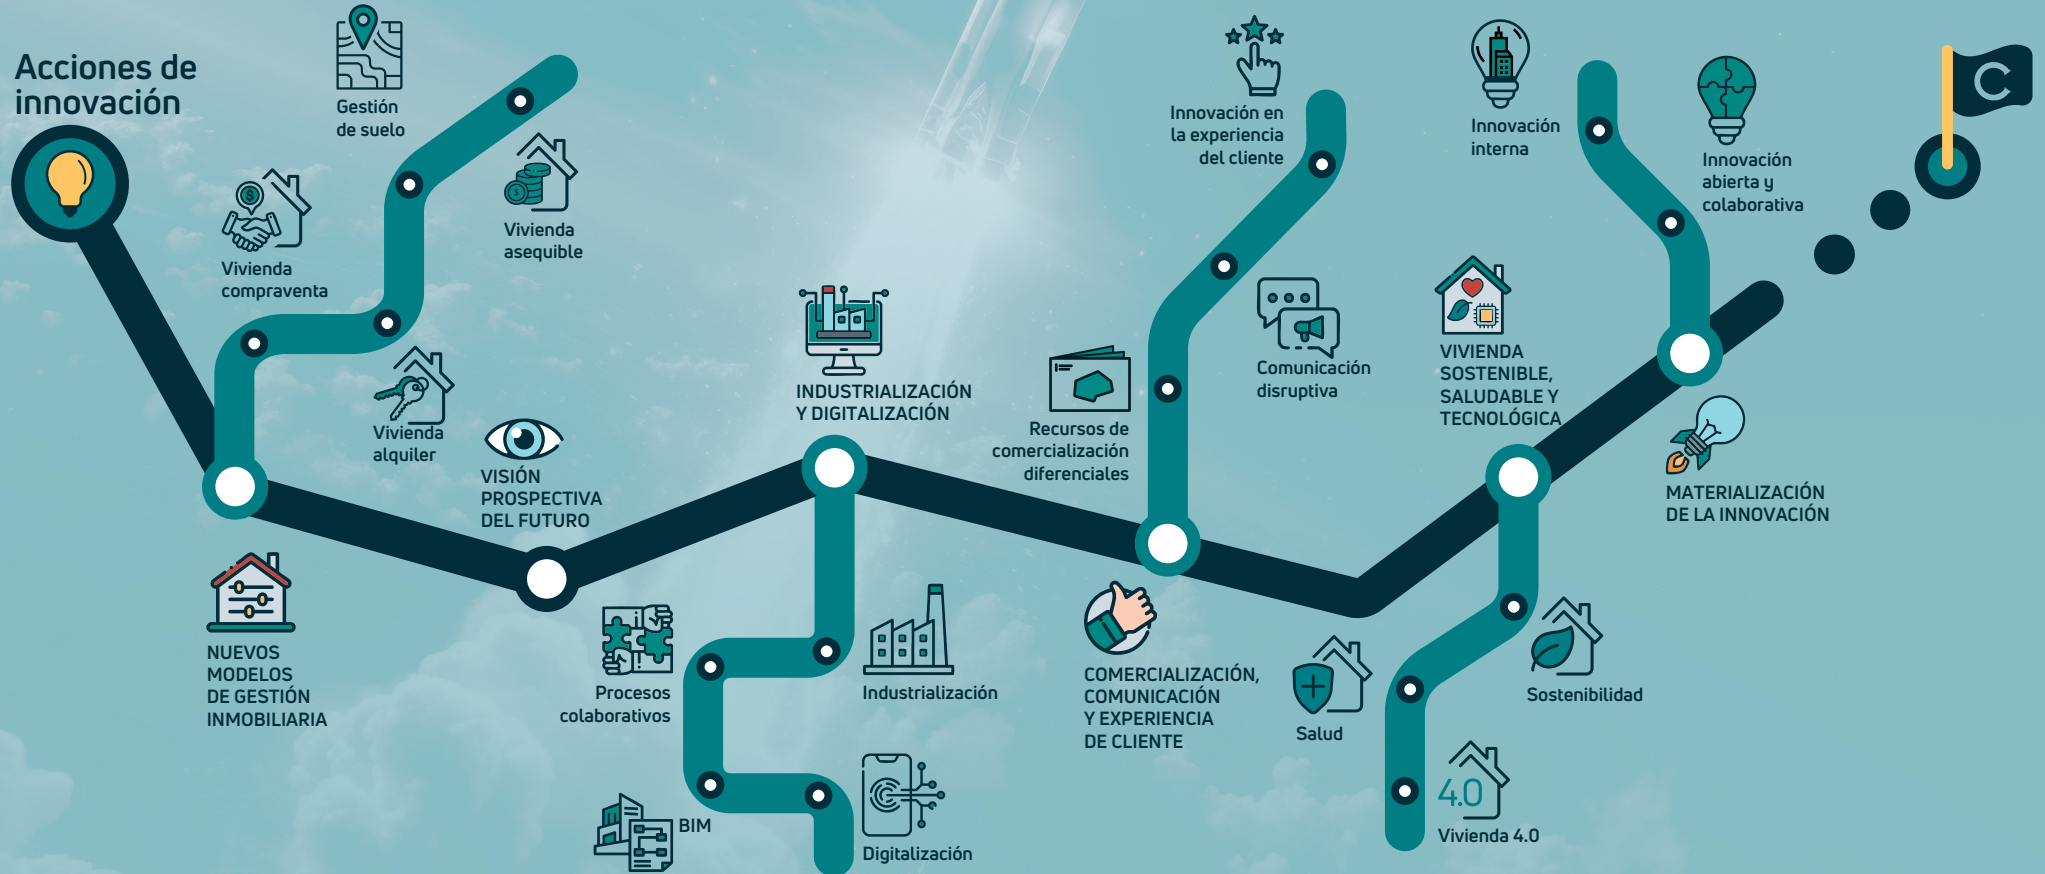 Acciones de
innovación
Gestión
de suelo
Vivienda
compraventa
$
Vivienda
asequible
$
Vivienda
alquiler
NUEVOS
MODELOS
DE GESTIÓN
INMOBILIARIA
VISIÓN
PROSPECTIVA
DEL FUTURO
INDUSTRIALIZACIÓN
Y DIGITALIZACIÓN
Procesos
colaborativos
Industrialización
BIM
Digitalización
Innovación en
la experiencia
del cliente
Comunicación
disruptiva
Recursos de
comercialización
diferenciales
COMERCIALIZACIÓN,
COMUNICACIÓN
Y EXPERIENCIA
DE CLIENTE
VIVIENDA
SOSTENIBLE,
SALUDABLE Y
TECNOLÓGICA
Sostenibilidad
Salud
4.0
Vivienda 4.0
Innovación
interna
Innovación
abierta y
colaborativa
MATERIALIZACIÓN
DE LA INNOVACIÓN
C